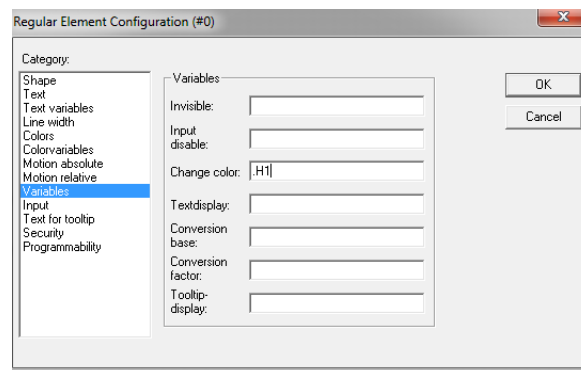 Regular Element Configuration (#0)
Category:
Shape
Text
Text variables
Line width
Colors
Colorvariables
Motion absolute
Motion relative
Variables
Input
Text for tooltip
Security
Programmability
Variables
Invisible:
Input
disable:
Change color: .H1
Textdisplay:
Conversion
base:
Conversion
factor:
Tooltip-
display:
OK
Cancel